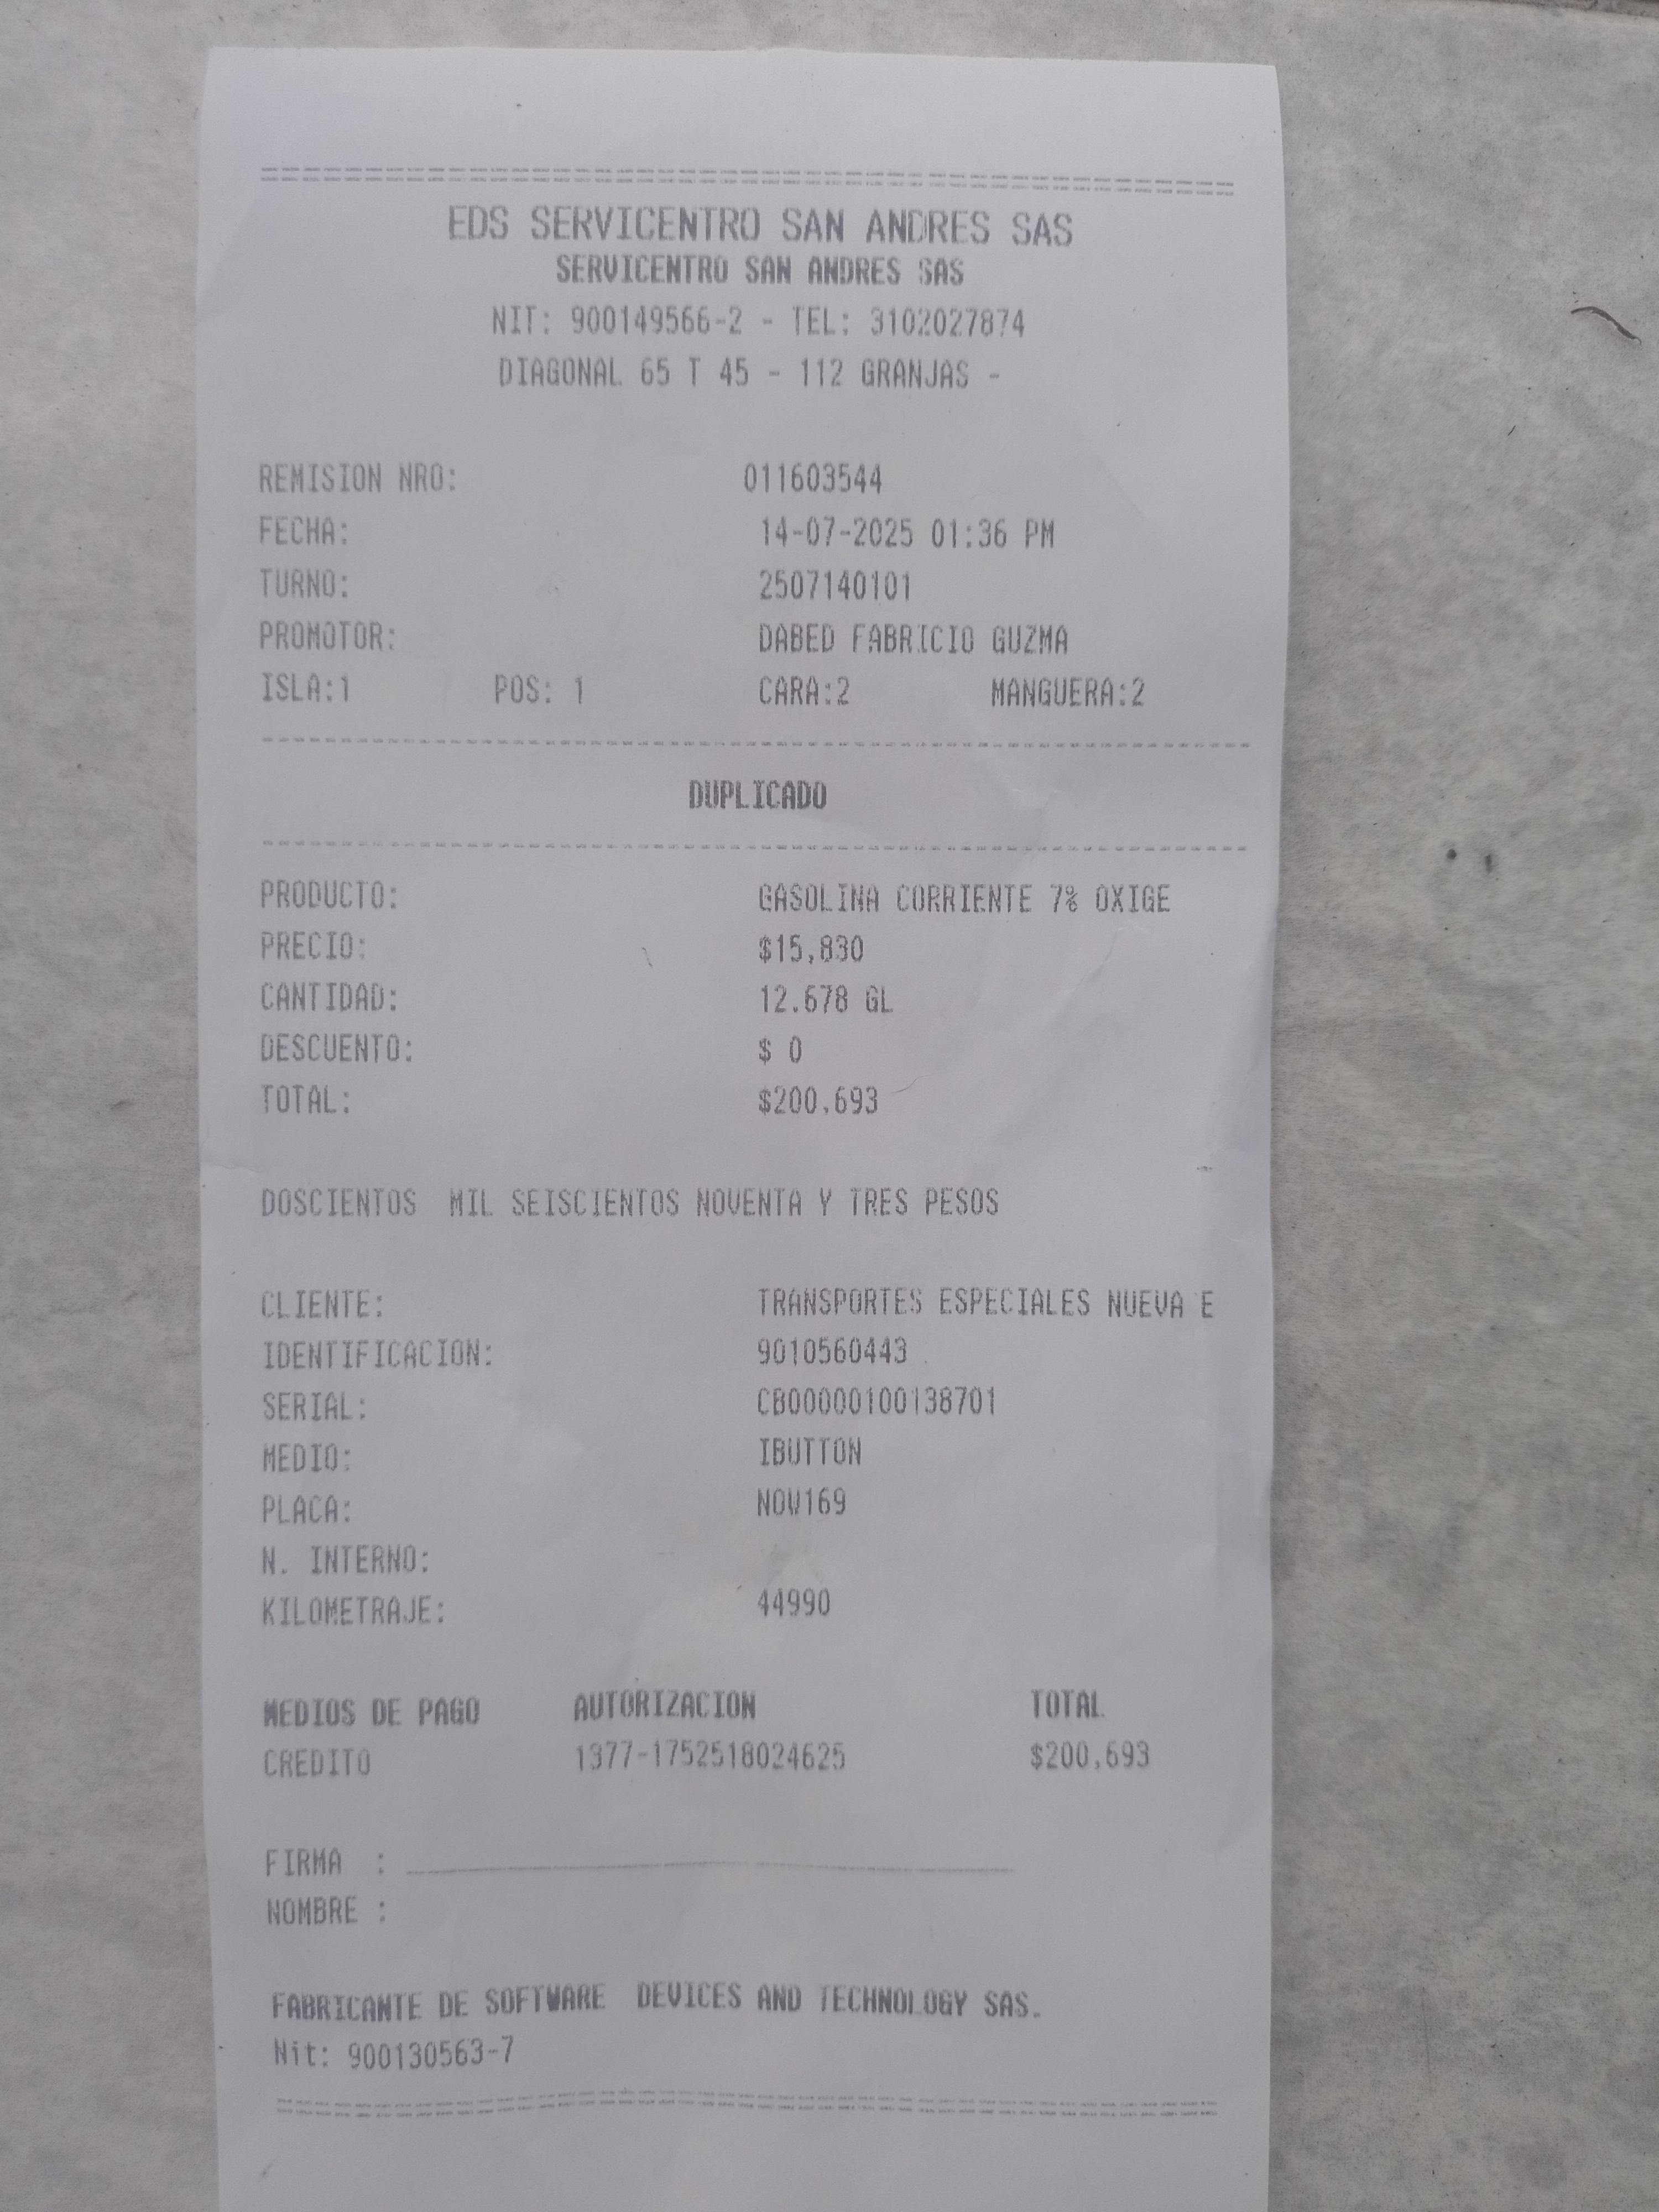 EDS SERVICENTRO SAN ANDRES SAS
SERVICENTRO SAN ANDRES SAS
NIT: 900149566-2 - TEL: 3102027874
DIAGONAL 65 T 45 - 112 GRANJAS -
REMISION NRO: 011603544
FECHA: 14-07-2025 01:36 PM
TURNO: 2507140101
PROMOTOR: DABED FABRICIO GUZMA
ISLA:1 POS: 1 CARA:2 MANGUERA:2
DUPLICADO
PRODUCTO: GASOLINA CORRIENTE 7% OXIGE
PRECIO: $15,830
CANTIDAD: 12.678 GL
DESCUENTO: $ 0
TOTAL: $200,693
DOSCIENTOS MIL SEISCIENTOS NOVENTA Y TRES PESOS
CLIENTE: TRANSPORTES ESPECIALES NUEVA E
IDENTIFICACION: 9010560443
SERIAL: CB00000100138701
MEDIO: IBUTTON
PLACA: NOW169
N. INTERNO:
KILOMETRAJE: 44990
MEDIOS DE PAGO AUTORIZACION TOTAL
CREDITO 1377-1752518024625 $200,693
FIRMA :
NOMBRE :
FABRICANTE DE SOFTWARE DEVICES AND TECHNOLOGY SAS.
Nit: 900130563-7